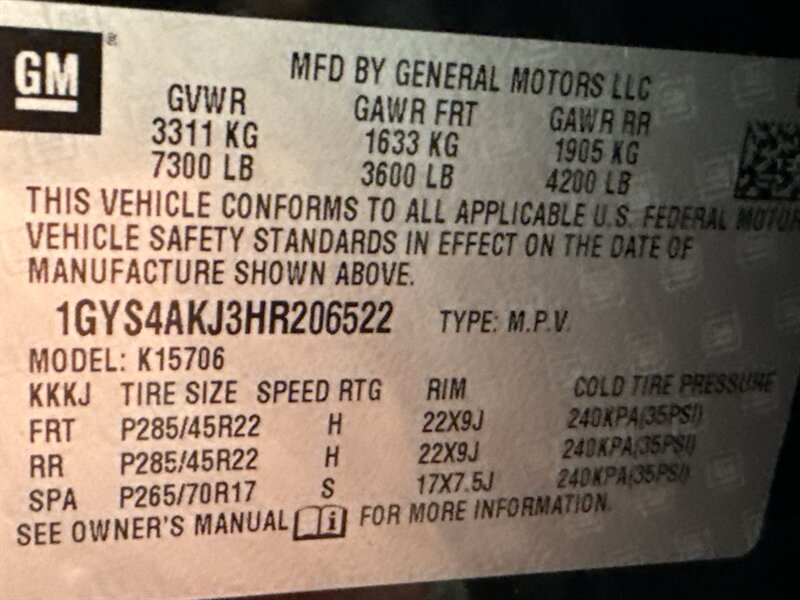 GM
MFD BY GENERAL MOTORS LLC
GVWR GAWR FRT GAWR RR
3311 KG 1633 KG 1905 KG
7300 LB 3600 LB 4200 LB
THIS VEHICLE CONFORMS TO ALL APPLICABLE U.S. FEDERAL MOTOR
VEHICLE SAFETY STANDARDS IN EFFECT ON THE DATE OF
MANUFACTURE SHOWN ABOVE.
1GYS4AKJ3HR206522 TYPE: M.P.V.
MODEL: K15706
KKKJ TIRE SIZE SPEED RTG RIM COLD TIRE PRESSURE
FRT P285/45R22 H 22X9J 240KPA(35PSI)
RR P285/45R22 H 22X9J 240KPA(35PSI)
SPA P265/70R17 S 17X7.5J 240KPA(35PSI)
SEE OWNER'S MANUAL i FOR MORE INFORMATION.